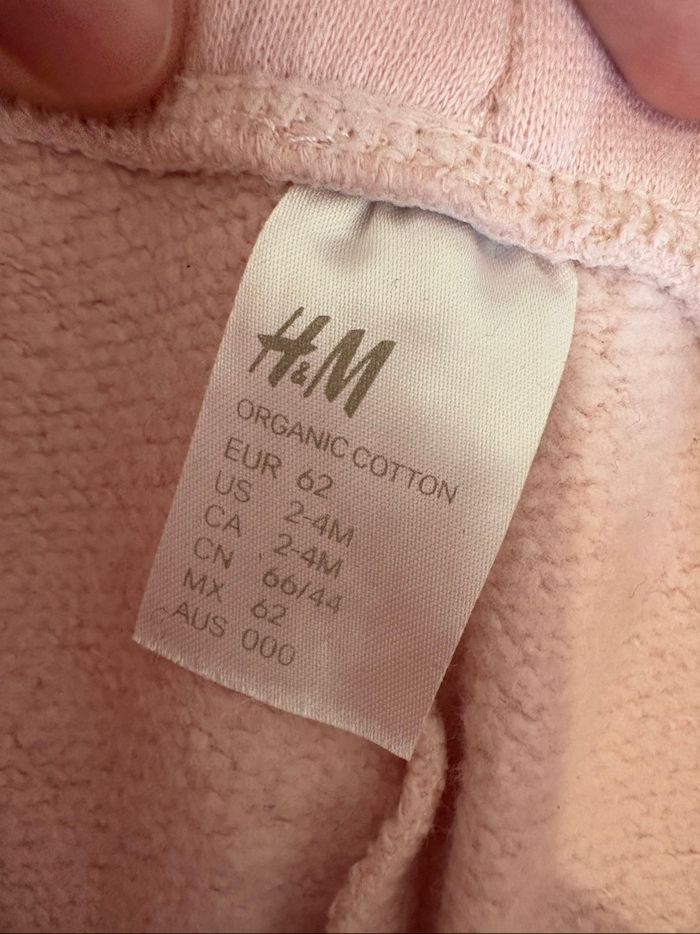 H&M
ORGANIC COTTON
EUR 62
US 2-4M
CA 2-4M
CN 66/44
MX 62
AUS 000